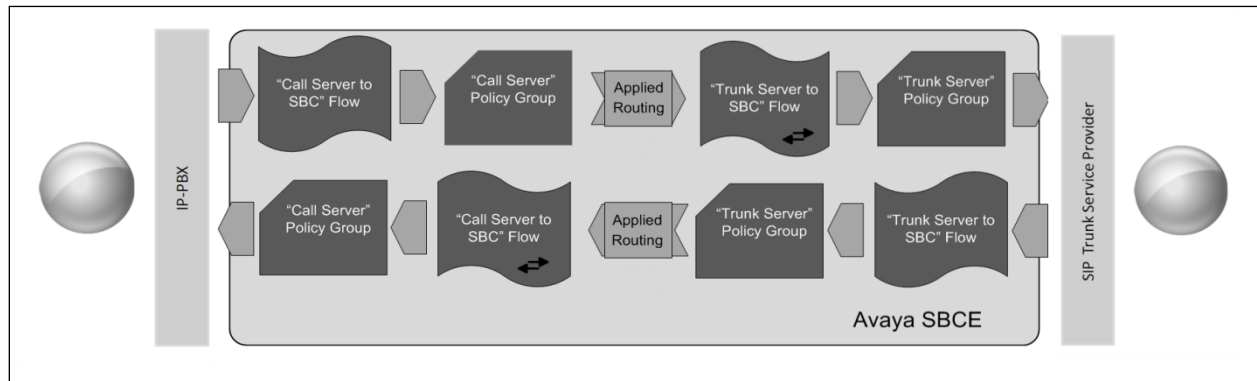 IP-PBX
“Call Server to
SBC” Flow
“Call Server”
Policy Group
Applied
Routing
“Trunk Server to
SBC” Flow
“Trunk Server”
Policy Group
“Call Server”
Policy Group
“Call Server to
SBC” Flow
Applied
Routing
“Trunk Server”
Policy Group
“Trunk Server to
SBC” Flow
Avaya SBCE
SIP Trunk Service Provider